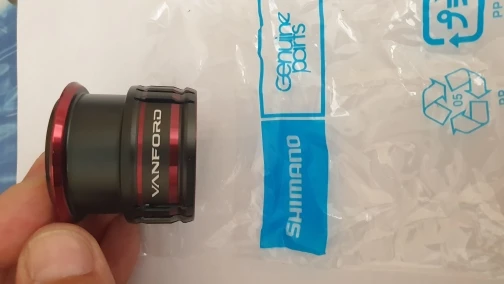 VANFORD
Genuine
parts
SHIMANO
05
PP